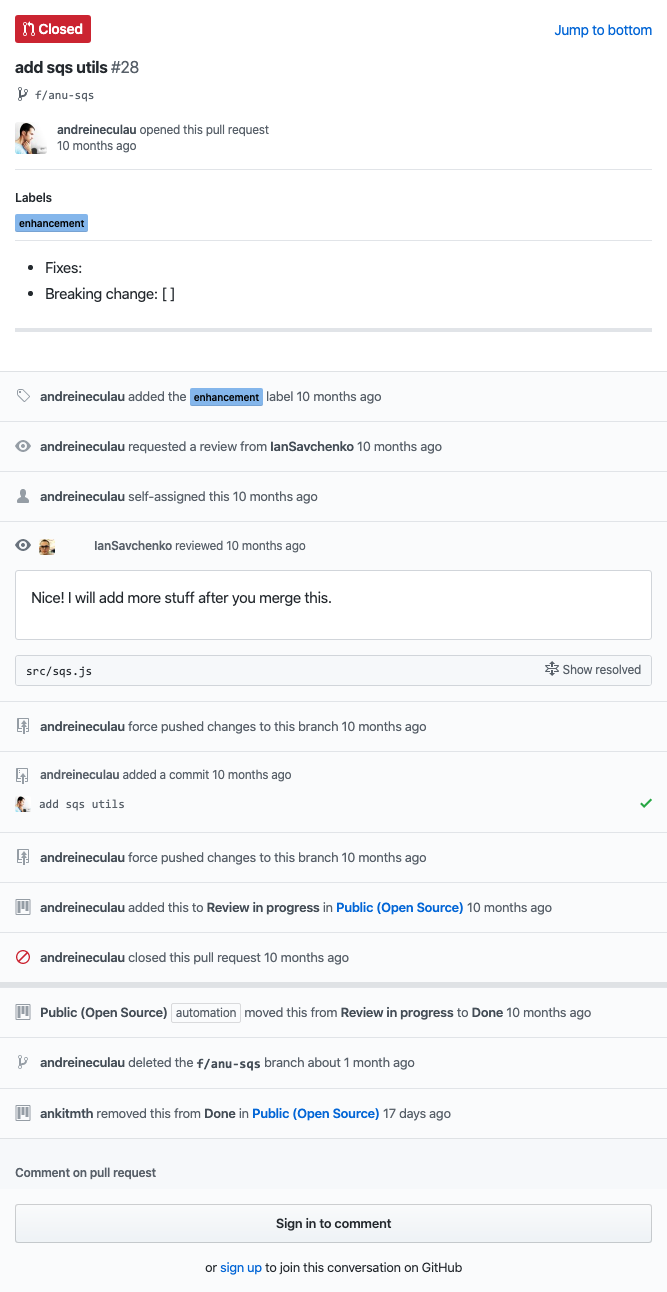 Closed
Jump to bottom
add sqs utils #28
f/anu-sqs
andreineculau opened this pull request
10 months ago
Labels
enhancement
• Fixes:
• Breaking change: [ ]
andreineculau added the enhancement label 10 months ago
andreineculau requested a review from IanSavchenko 10 months ago
andreineculau self-assigned this 10 months ago
IanSavchenko reviewed 10 months ago
Nice! I will add more stuff after you merge this.
src/sqs.js Show resolved
andreineculau force pushed changes to this branch 10 months ago
andreineculau added a commit 10 months ago
add sqs utils
andreineculau force pushed changes to this branch 10 months ago
andreineculau added this to Review in progress in Public (Open Source) 10 months ago
andreineculau closed this pull request 10 months ago
Public (Open Source) automation moved this from Review in progress to Done 10 months ago
andreineculau deleted the f/anu-sqs branch about 1 month ago
ankitmth removed this from Done in Public (Open Source) 17 days ago
Comment on pull request
Sign in to comment
or sign up to join this conversation on GitHub